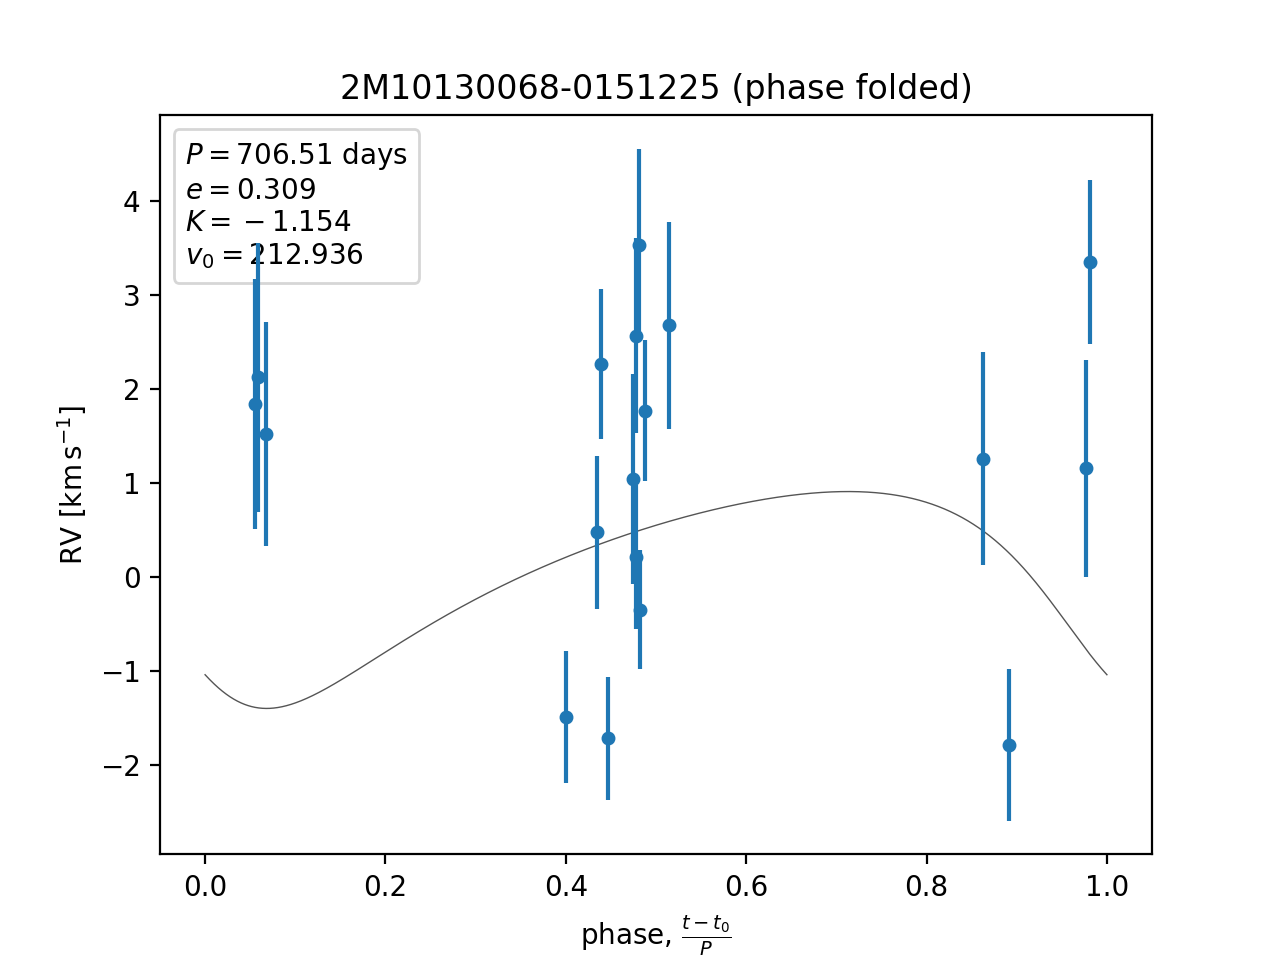 2M10130068-0151225 (phase folded)
P = 706.51 days
e = 0.309
K = −1.154
v₀ = 212.936
RV [km s⁻¹]
4
3
2
1
0
−1
−2
0.0 0.2 0.4 0.6 0.8 1.0
phase, (t − t₀)/P